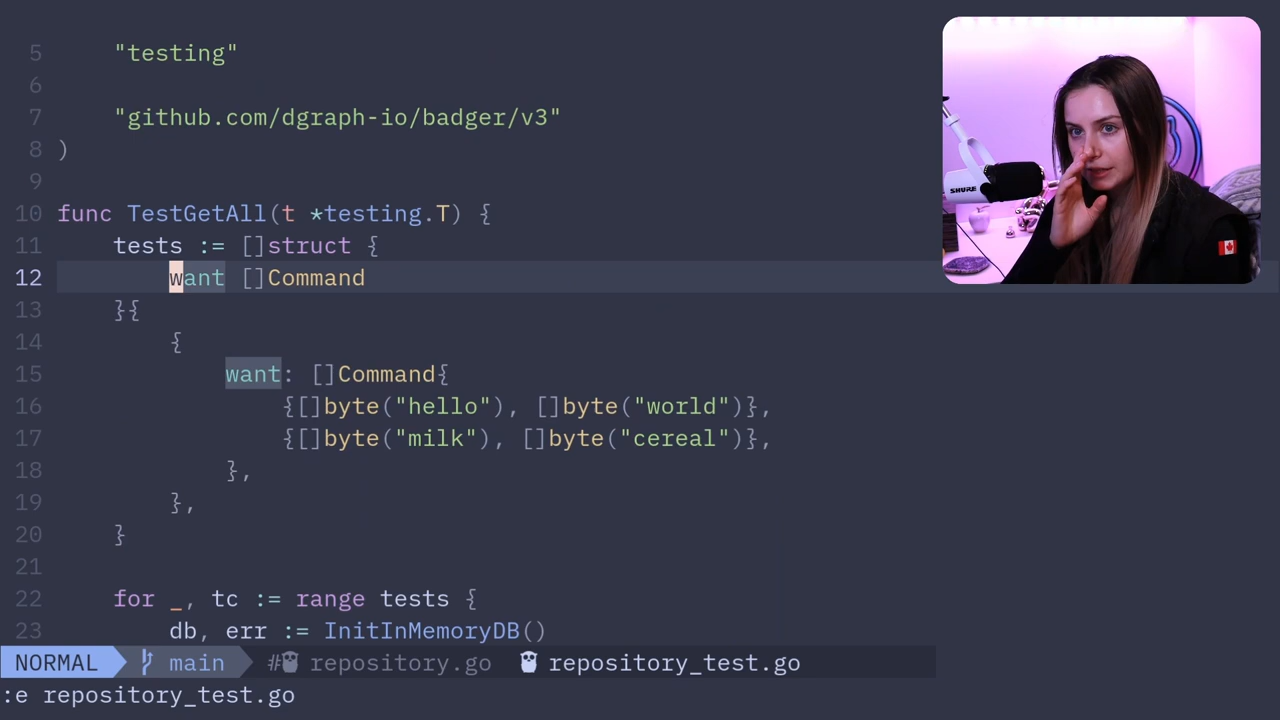 5 "testing"
6
7 "github.com/dgraph-io/badger/v3"
8 )
9
10 func TestGetAll(t *testing.T) {
11 tests := []struct {
12 want []Command
13 }{
14 {
15 want: []Command{
16 {[]byte("hello"), []byte("world")},
17 {[]byte("milk"), []byte("cereal")},
18 },
19 },
20 }
21
22 for _, tc := range tests {
23 db, err := InitInMemoryDB()
NORMAL main # repository.go repository_test.go
:e repository_test.go
SHURE